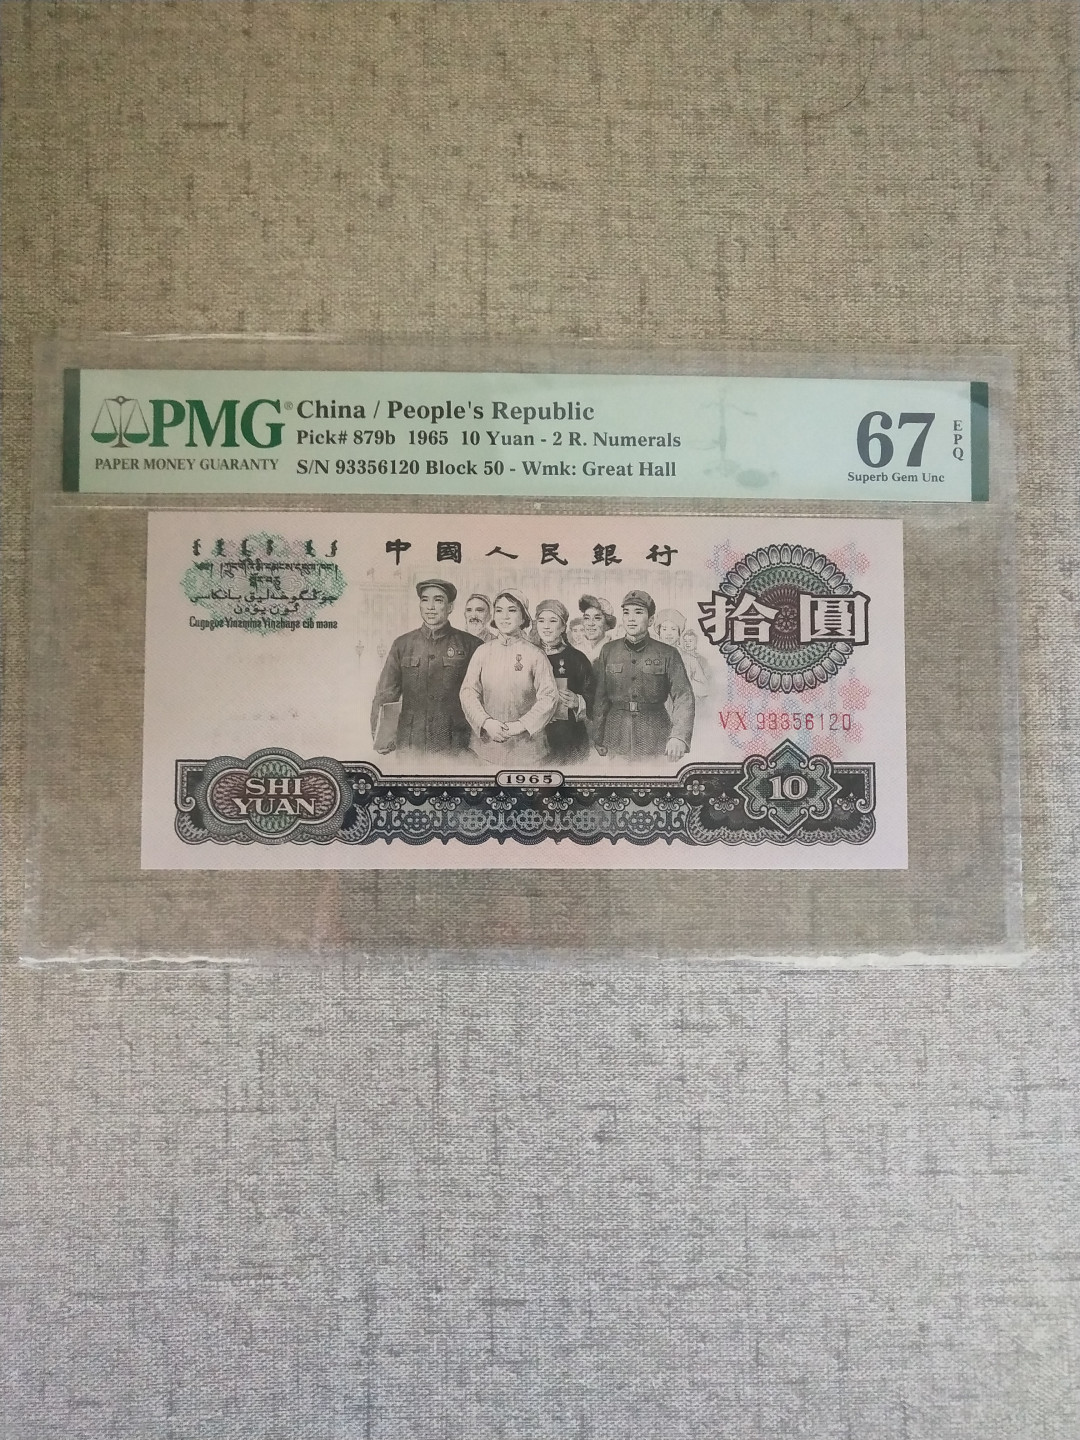 PMG®
PAPER MONEY GUARANTY
China / People's Republic
Pick# 879b 1965 10 Yuan - 2 R. Numerals
S/N 93356120 Block 50 - Wmk: Great Hall
67
Superb Gem Unc
EPQ
中國人民銀行
拾圓
VX 93356120
1965
SHI
YUAN
10